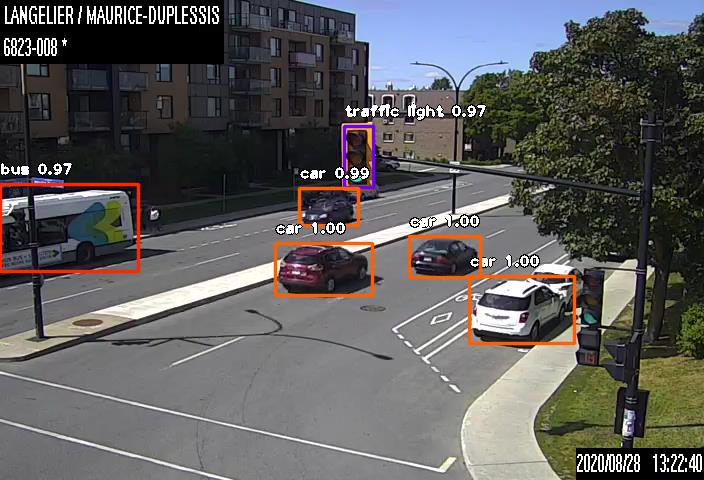 LANGELIER / MAURICE-DUPLESSIS
6823-008 *
traffic light 0.97
bus 0.97
car 0.99
car 1.00
car 1.00
car 1.00
2020/08/28 13:22:40